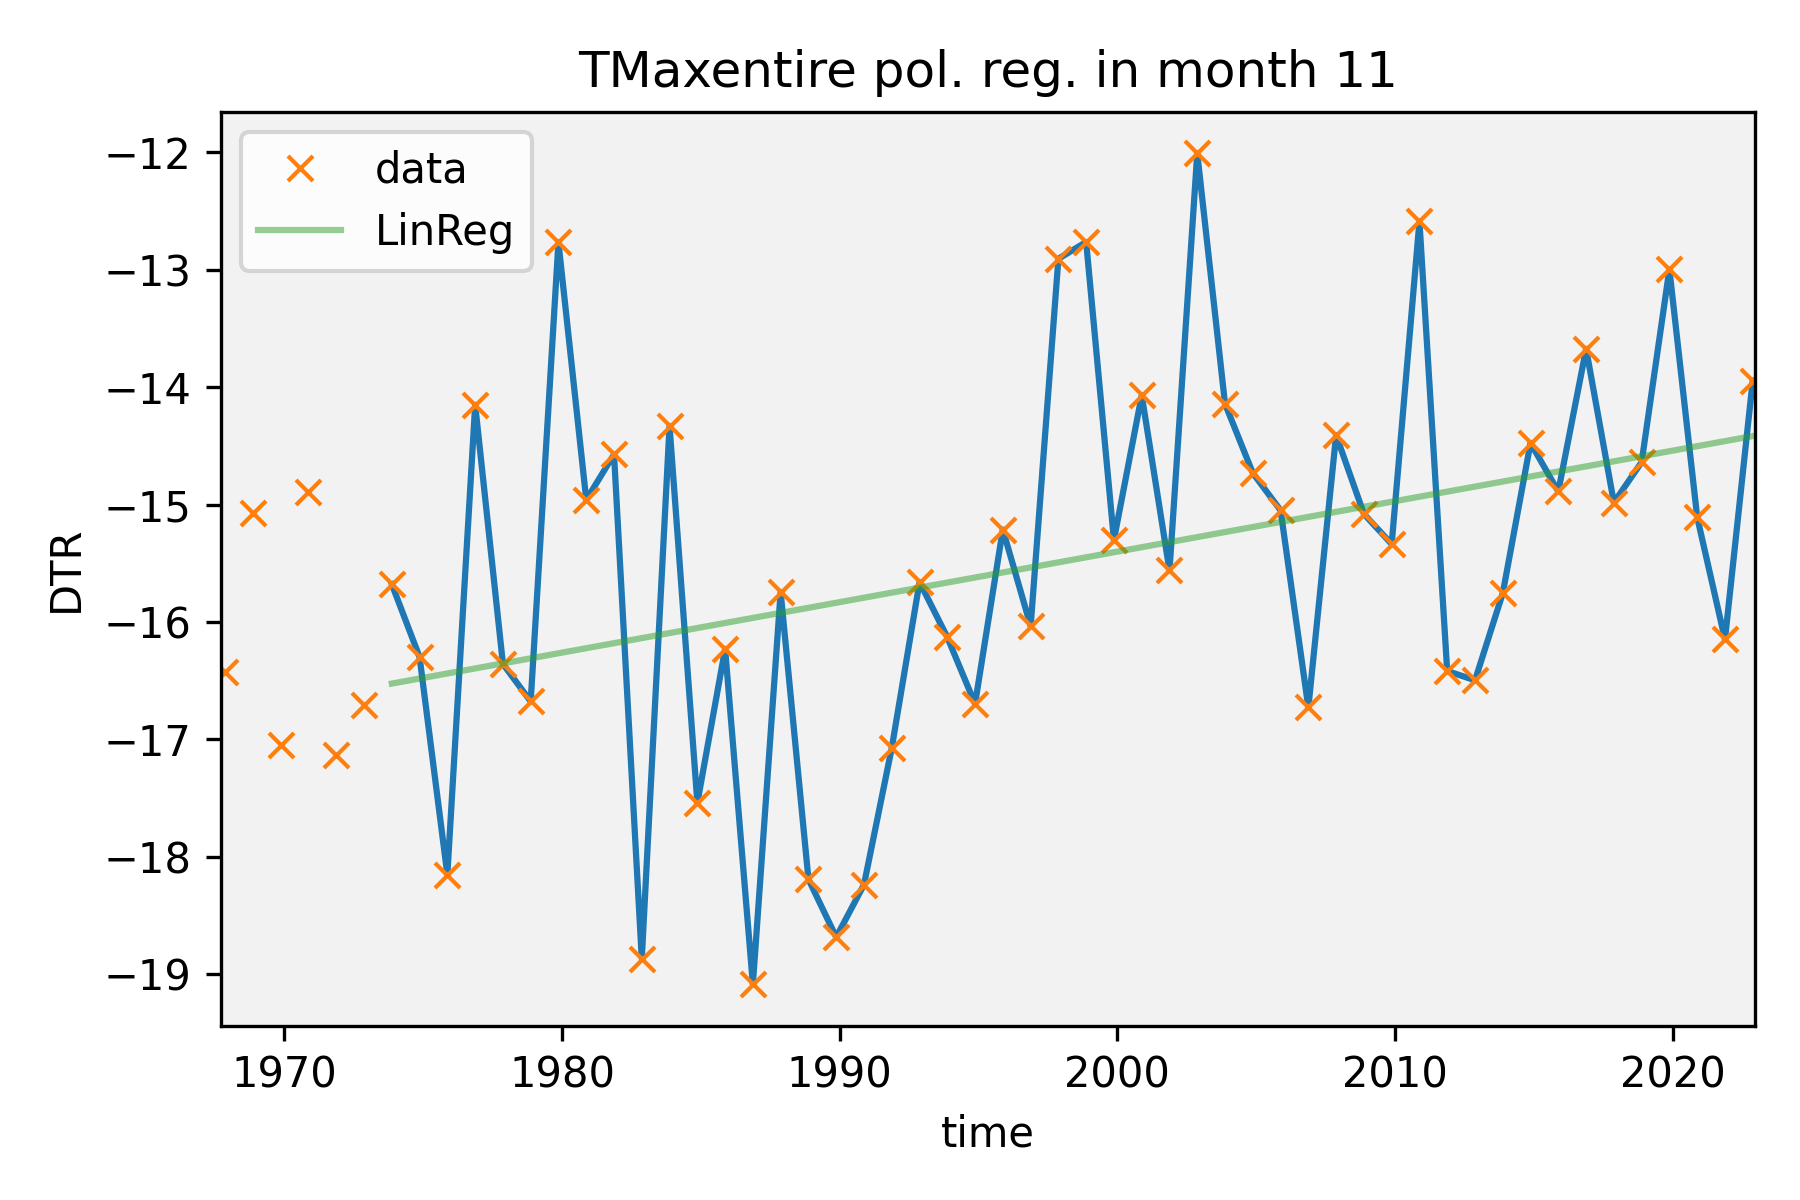 TMaxentire pol. reg. in month 11
data
LinReg
−12
−13
−14
−15
−16
−17
−18
−19
DTR
1970 1980 1990 2000 2010 2020
time